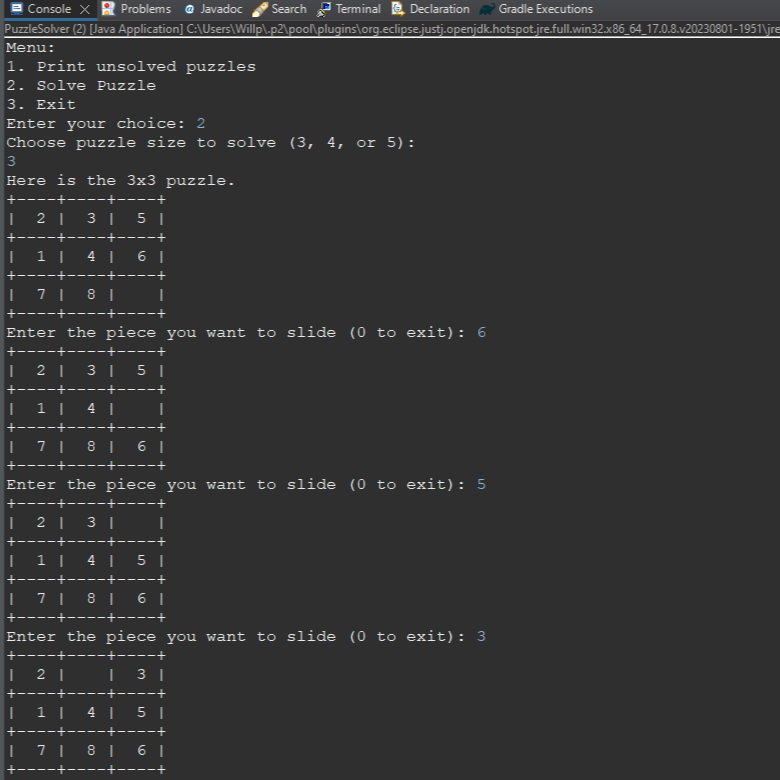 Console Problems Javadoc Search Terminal Declaration Gradle Executions
PuzzleSolver (2) [Java Application] C:\Users\Willp\.p2\pool\plugins\org.eclipse.justj.openjdk.hotspot.jre.full.win32.x86_64_17.0.8.v20230801-1951\jre
Menu:
1. Print unsolved puzzles
2. Solve Puzzle
3. Exit
Enter your choice: 2
Choose puzzle size to solve (3, 4, or 5):
3
Here is the 3x3 puzzle.
+----+----+----+
|  2 |  3 |  5 |
+----+----+----+
|  1 |  4 |  6 |
+----+----+----+
|  7 |  8 |    |
+----+----+----+
Enter the piece you want to slide (0 to exit): 6
+----+----+----+
|  2 |  3 |  5 |
+----+----+----+
|  1 |  4 |    |
+----+----+----+
|  7 |  8 |  6 |
+----+----+----+
Enter the piece you want to slide (0 to exit): 5
+----+----+----+
|  2 |  3 |    |
+----+----+----+
|  1 |  4 |  5 |
+----+----+----+
|  7 |  8 |  6 |
+----+----+----+
Enter the piece you want to slide (0 to exit): 3
+----+----+----+
|  2 |    |  3 |
+----+----+----+
|  1 |  4 |  5 |
+----+----+----+
|  7 |  8 |  6 |
+----+----+----+